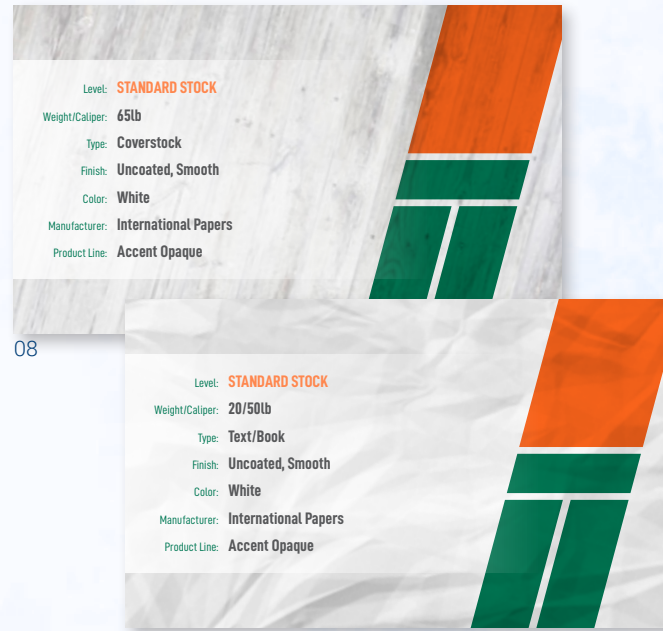 Level: STANDARD STOCK
Weight/Caliper: 65lb
Type: Coverstock
Finish: Uncoated, Smooth
Color: White
Manufacturer: International Papers
Product Line: Accent Opaque
08
Level: STANDARD STOCK
Weight/Caliper: 20/50lb
Type: Text/Book
Finish: Uncoated, Smooth
Color: White
Manufacturer: International Papers
Product Line: Accent Opaque